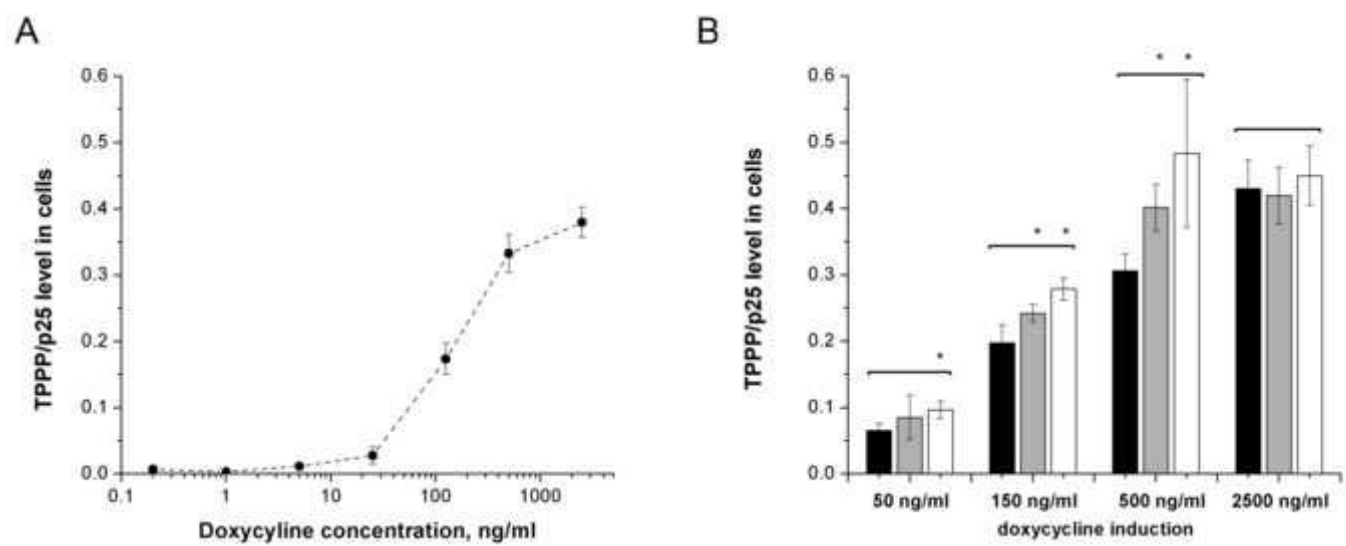 A
TPPP/p25 level in cells
0.6
0.5
0.4
0.3
0.2
0.1
0.0
0.1 1 10 100 1000
Doxycyline concentration, ng/ml
B
TPPP/p25 level in cells
0.6
0.5
0.4
0.3
0.2
0.1
0.0
*
* *
* *
50 ng/ml 150 ng/ml 500 ng/ml 2500 ng/ml
doxycycline induction